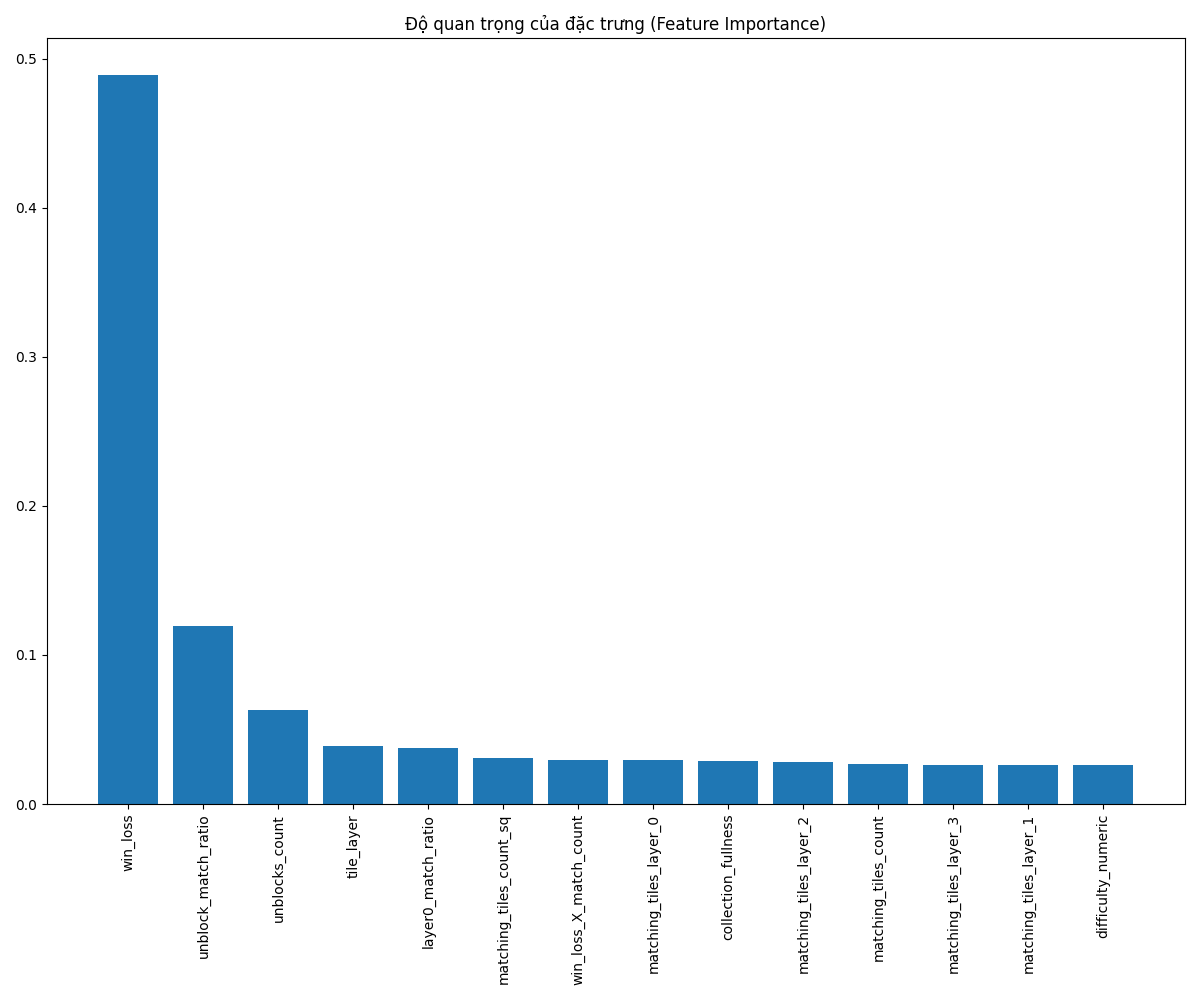 Độ quan trọng của đặc trưng (Feature Importance)
0.5
0.4
0.3
0.2
0.1
0.0
win_loss
unblock_match_ratio
unblocks_count
tile_layer
layer0_match_ratio
matching_tiles_count_sq
win_loss_X_match_count
matching_tiles_layer_0
collection_fullness
matching_tiles_layer_2
matching_tiles_count
matching_tiles_layer_3
matching_tiles_layer_1
difficulty_numeric